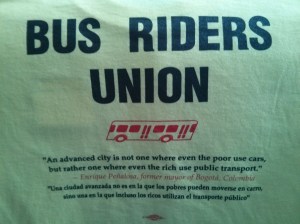 BUS RIDERS
UNION
"An advanced city is not one where even the poor use cars,
but rather one where even the rich use public transport."
— Enrique Peñalosa, former mayor of Bogotá, Colombia
"Una ciudad avanzada no es en la que los pobres pueden moverse en carro,
sino una en la que incluso los ricos utilizan el transporte público"